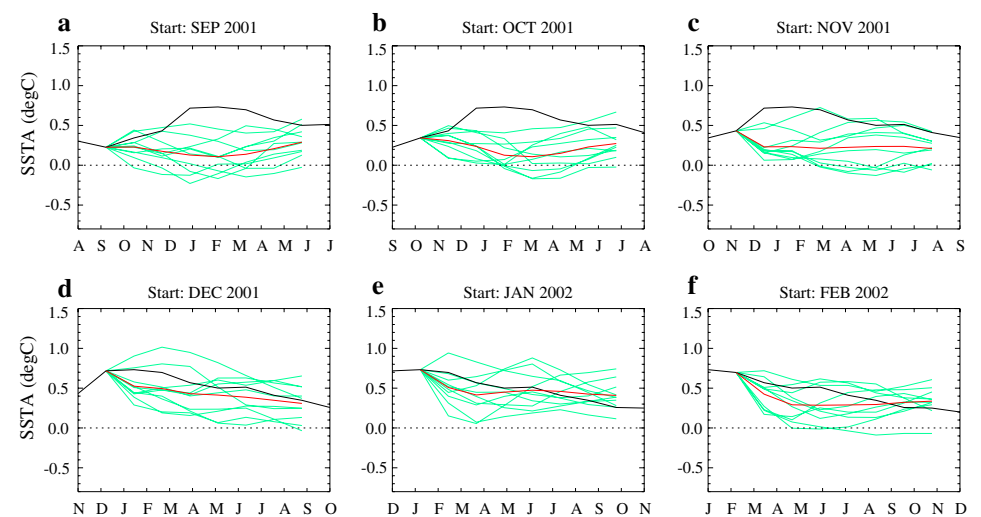 a Start: SEP 2001
b Start: OCT 2001
c Start: NOV 2001
SSTA (degC)
1.5 1.5 1.5
1.0 1.0 1.0
0.5 0.5 0.5
0.0 0.0 0.0
-0.5 -0.5 -0.5
A S O N D J F M A M J J
S O N D J F M A M J J A
O N D J F M A M J J A S
d Start: DEC 2001
e Start: JAN 2002
f Start: FEB 2002
SSTA (degC)
1.5 1.5 1.5
1.0 1.0 1.0
0.5 0.5 0.5
0.0 0.0 0.0
-0.5 -0.5 -0.5
N D J F M A M J J A S O
D J F M A M J J A S O N
J F M A M J J A S O N D